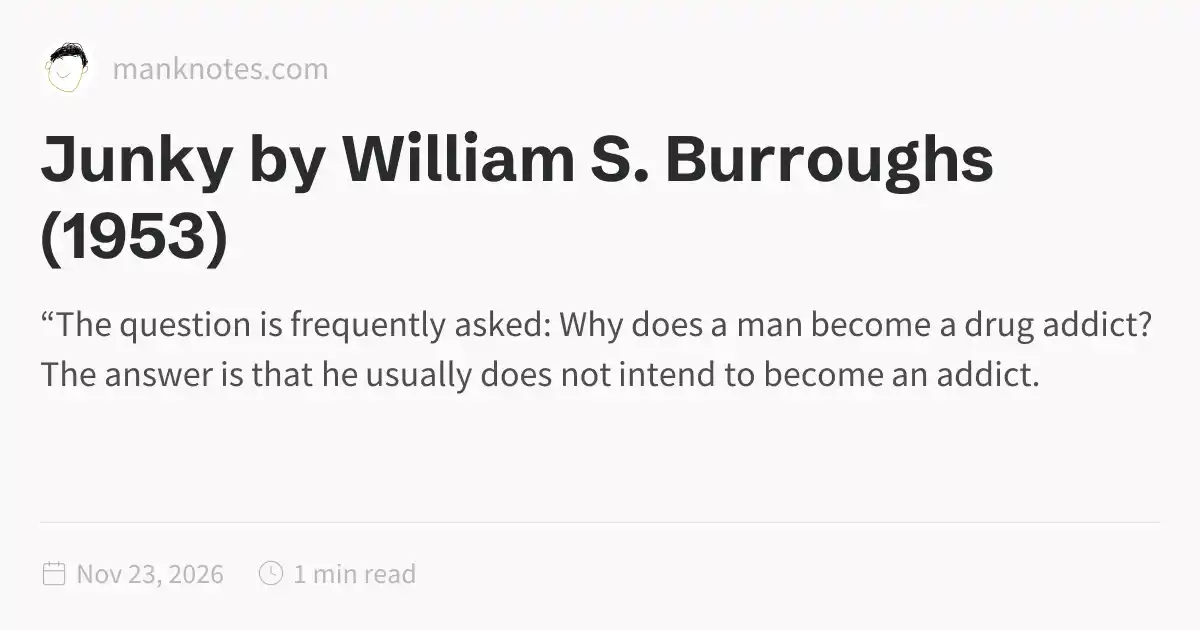 manknotes.com
Junky by William S. Burroughs
(1953)
“The question is frequently asked: Why does a man become a drug addict?
The answer is that he usually does not intend to become an addict.
Nov 23, 2026 1 min read